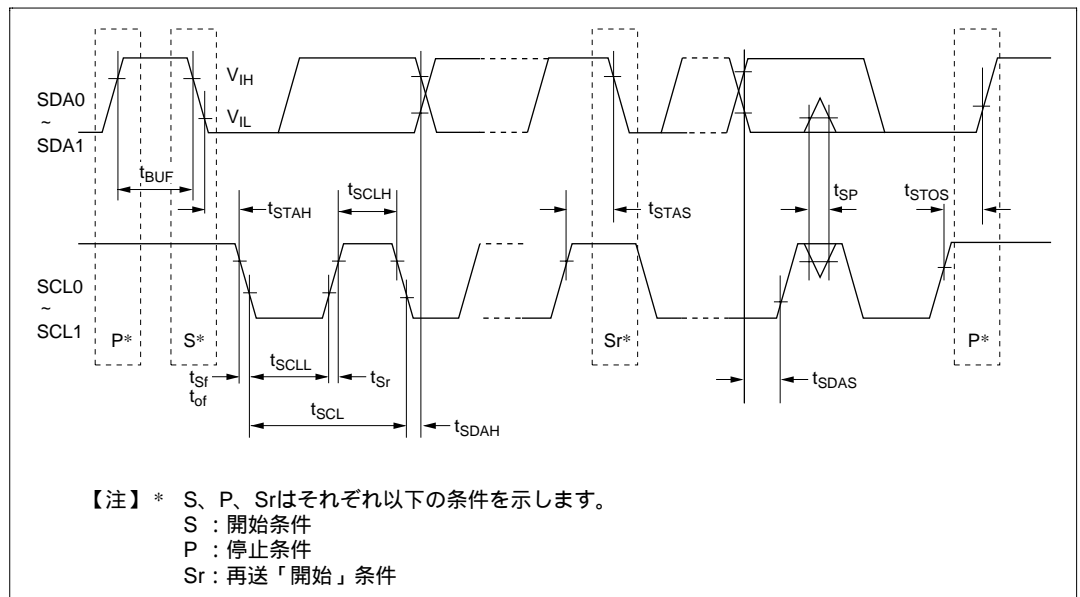 V_IH
SDA0
~
SDA1
V_IL
t_BUF
t_STAH
t_SCLH
t_STAS
t_SP
t_STOS
SCL0
~
SCL1
P*
S*
Sr*
P*
t_Sf
t_of
t_SCLL
t_Sr
t_SCL
t_SDAH
t_SDAS
【注】* S、P、Srはそれぞれ以下の条件を示します。
S :開始条件
P :停止条件
Sr:再送「開始」条件